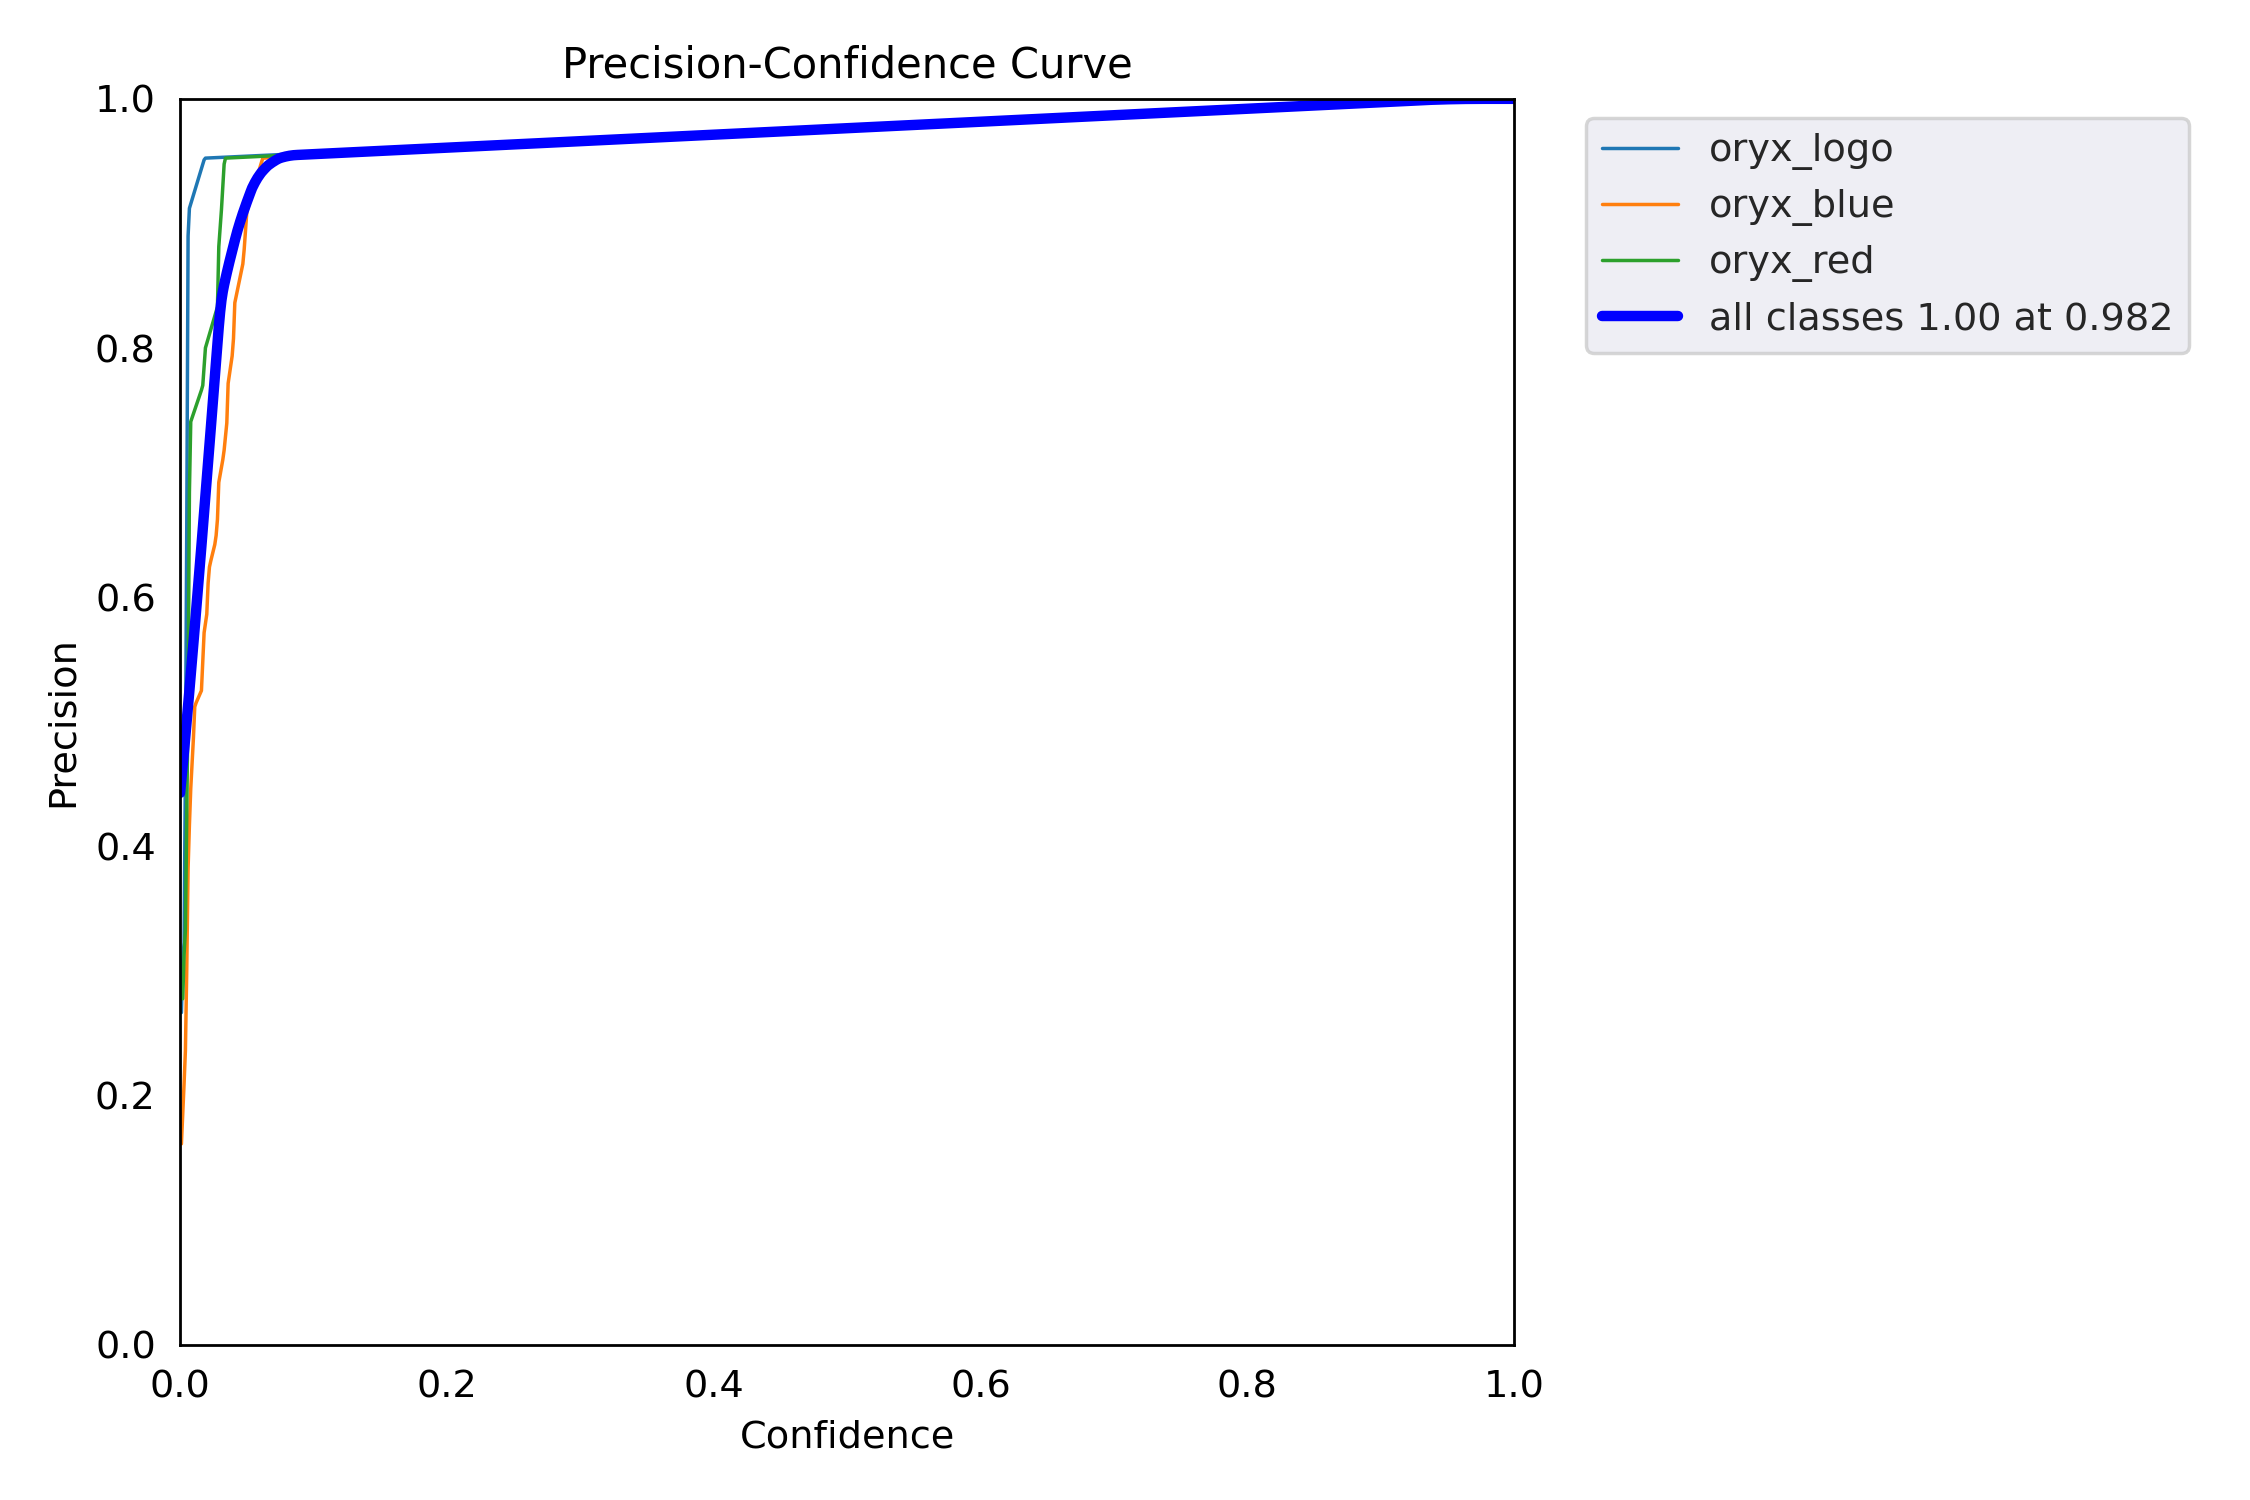 Precision-Confidence Curve
1.0
0.8
0.6
0.4
0.2
0.0
Precision
0.0 0.2 0.4 0.6 0.8 1.0
Confidence
oryx_logo
oryx_blue
oryx_red
all classes 1.00 at 0.982